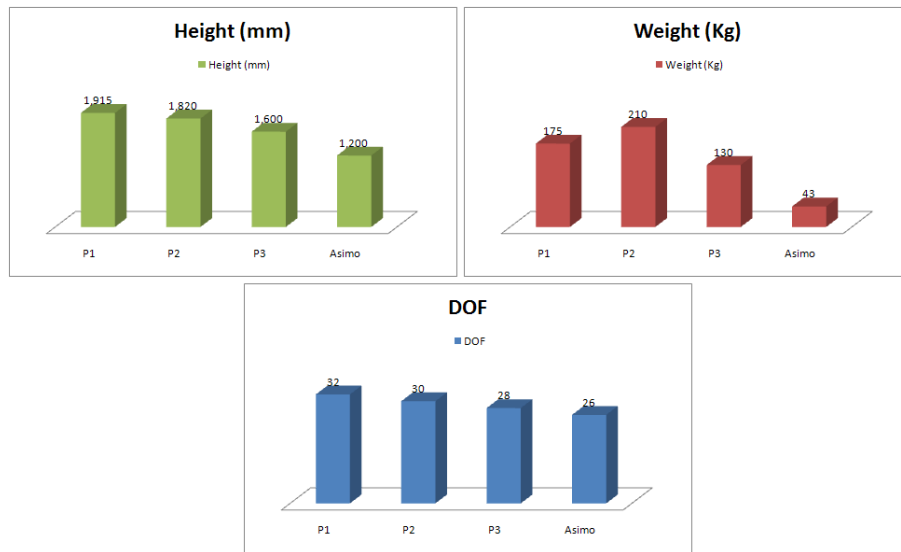 Height (mm)
Height (mm)
1,915
1,820
1,600
1,200
P1 P2 P3 Asimo
Weight (Kg)
Weight (Kg)
175
210
130
43
P1 P2 P3 Asimo
DOF
DOF
32
30
28
26
P1 P2 P3 Asimo